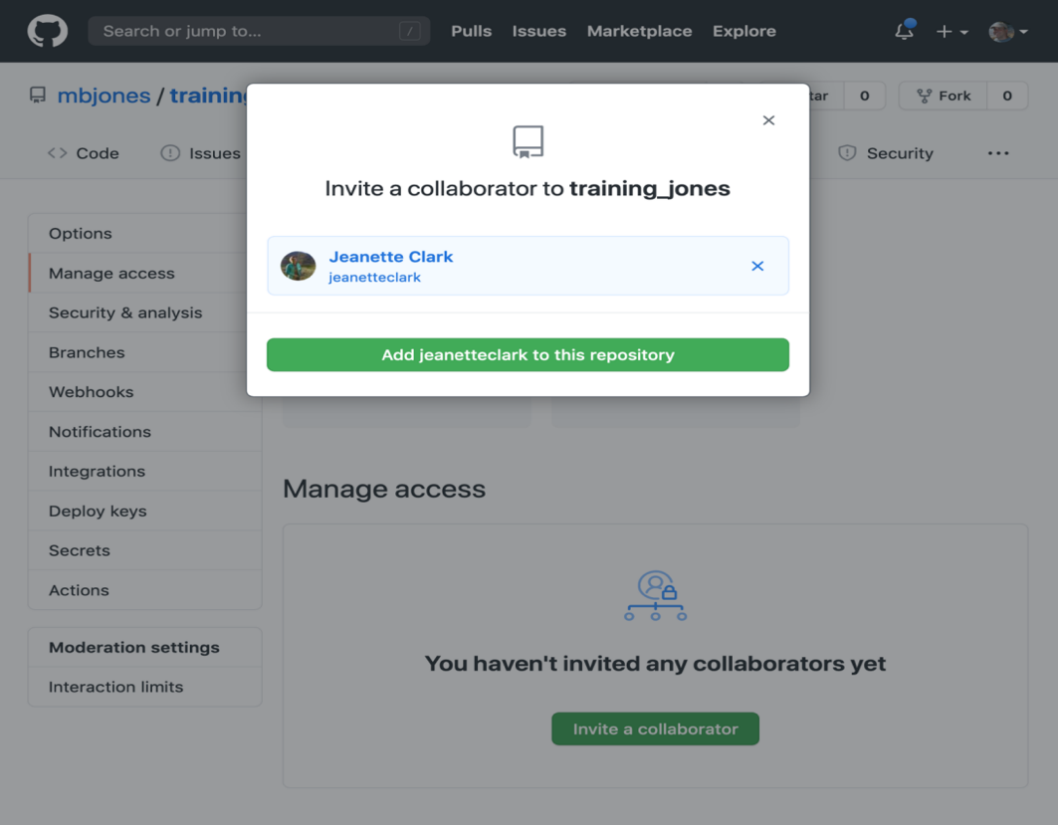 Search or jump to... /
Pulls Issues Marketplace Explore
mbjones / training
tar 0 Fork 0
Code Issues Security ...
Invite a collaborator to training_jones
Jeanette Clark
jeanetteclark
Add jeanetteclark to this repository
Options
Manage access
Security & analysis
Branches
Webhooks
Notifications
Integrations
Deploy keys
Secrets
Actions
Moderation settings
Interaction limits
Manage access
You haven't invited any collaborators yet
Invite a collaborator